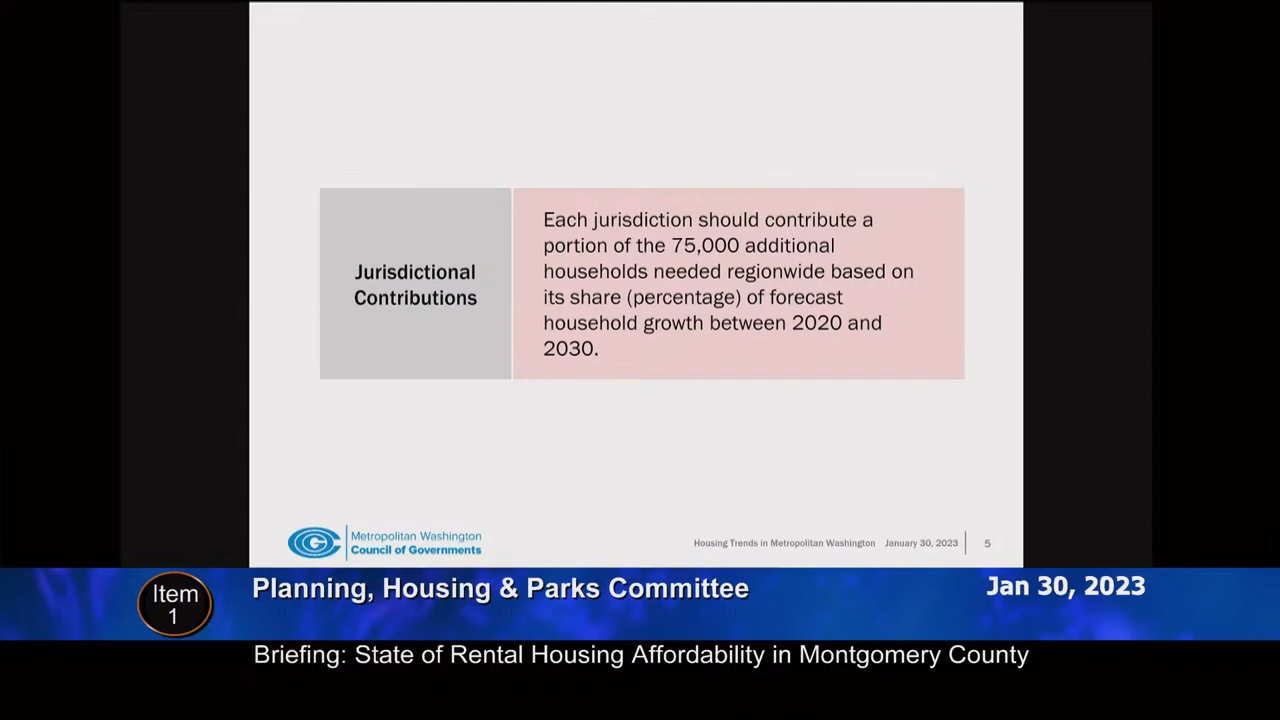 Jurisdictional
Contributions
Each jurisdiction should contribute a
portion of the 75,000 additional
households needed regionwide based on
its share (percentage) of forecast
household growth between 2020 and
2030.
Metropolitan Washington
Council of Governments
Housing Trends in Metropolitan Washington January 30, 2023
5
Item
1
Planning, Housing & Parks Committee
Jan 30, 2023
Briefing: State of Rental Housing Affordability in Montgomery County